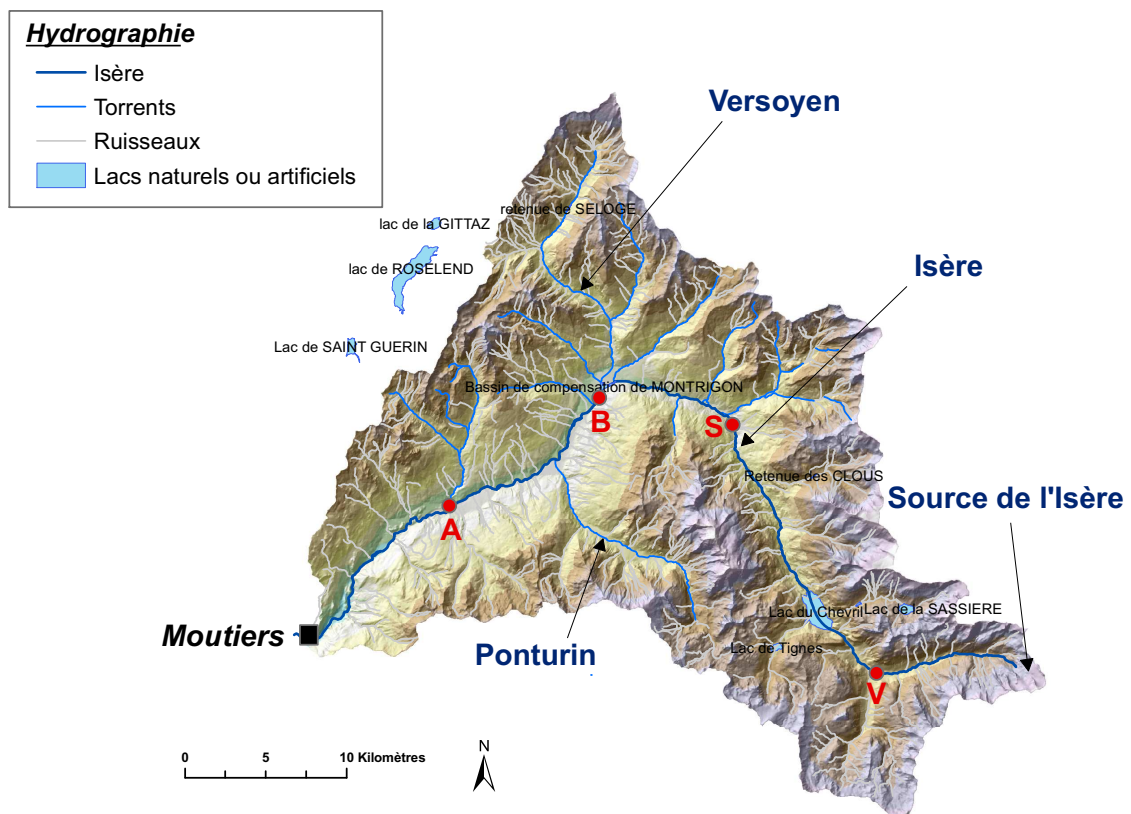 Hydrographie
Isère
Torrents
Ruisseaux
Lacs naturels ou artificiels
Versoyen
retenue de SELOGE
lac de la GITTAZ
Isère
lac de ROSELEND
Lac de SAINT GUERIN
Bassin de compensation de MONTRIGON
B
S
Retenue des CLOUS
Source de l'Isère
A
Lac du Chevril
Lac de la SASSIERE
Moutiers
Ponturin
Lac de Tignes
V
N
0 5 10 Kilomètres